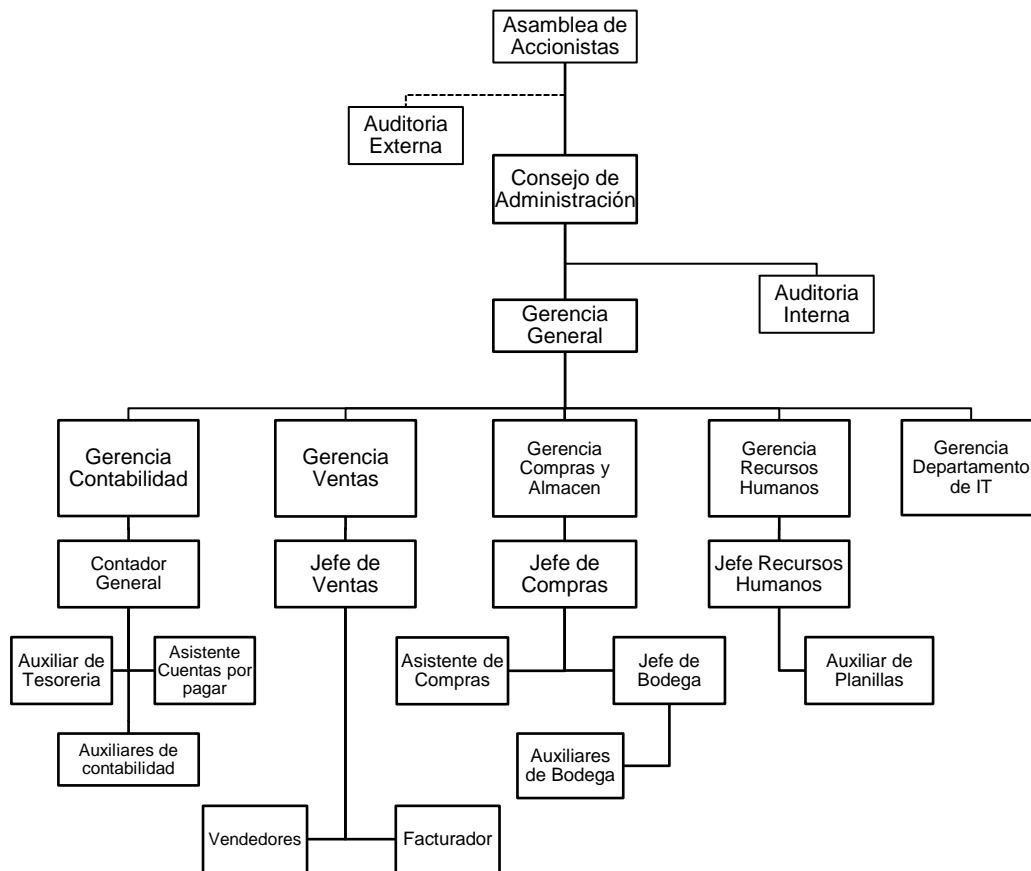 Asamblea de
Accionistas
Auditoria
Externa
Consejo de
Administración
Auditoria
Interna
Gerencia
General
Gerencia
Contabilidad
Gerencia
Ventas
Gerencia
Compras y
Almacen
Gerencia
Recursos
Humanos
Gerencia
Departamento
de IT
Contador
General
Jefe de
Ventas
Jefe de
Compras
Jefe Recursos
Humanos
Auxiliar de
Tesoreria
Asistente
Cuentas por
pagar
Asistente de
Compras
Jefe de
Bodega
Auxiliar de
Planillas
Auxiliares de
contabilidad
Auxiliares
de Bodega
Vendedores
Facturador